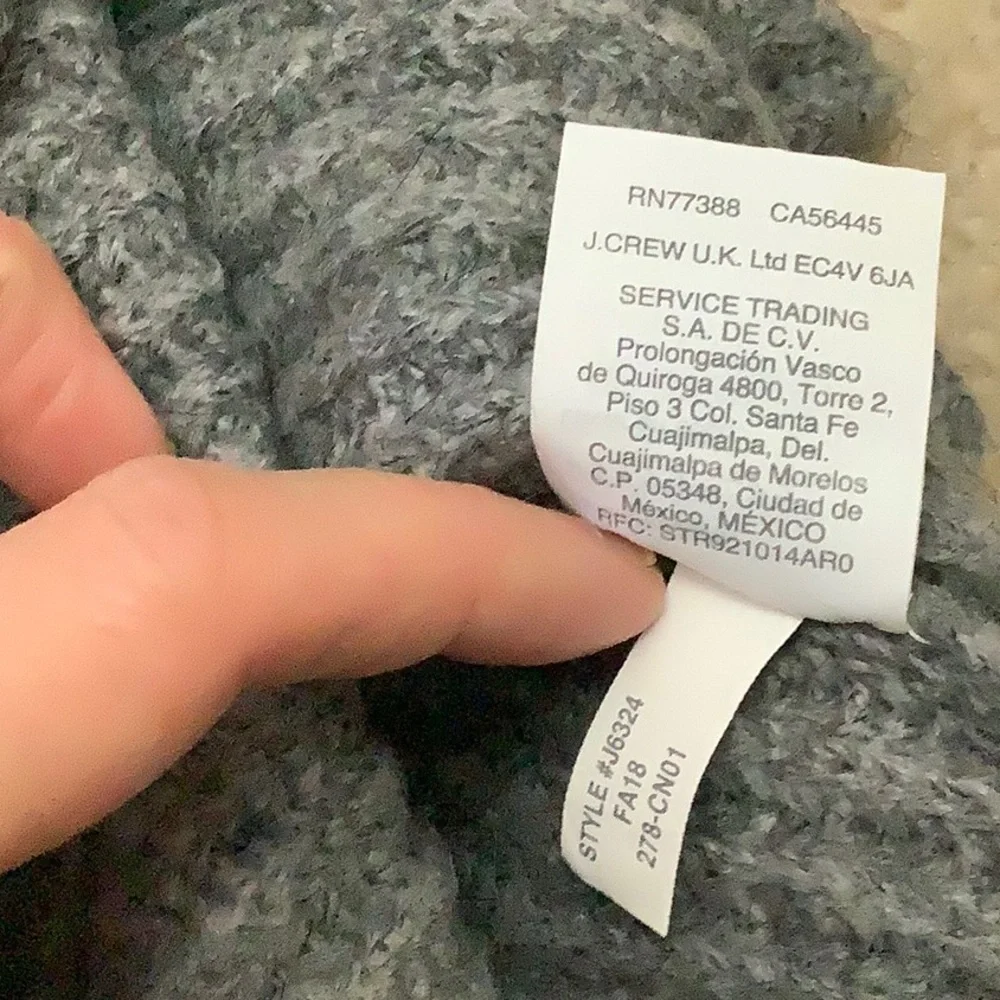 RN77388 CA56445
J.CREW U.K. Ltd EC4V 6JA
SERVICE TRADING
S.A. DE C.V.
Prolongación Vasco
de Quiroga 4800, Torre 2,
Piso 3 Col. Santa Fe
Cuajimalpa, Del.
Cuajimalpa de Morelos
C.P. 05348, Ciudad de
México, MÉXICO
RFC: STR921014AR0
STYLE #J6324
FA18
278-CN01